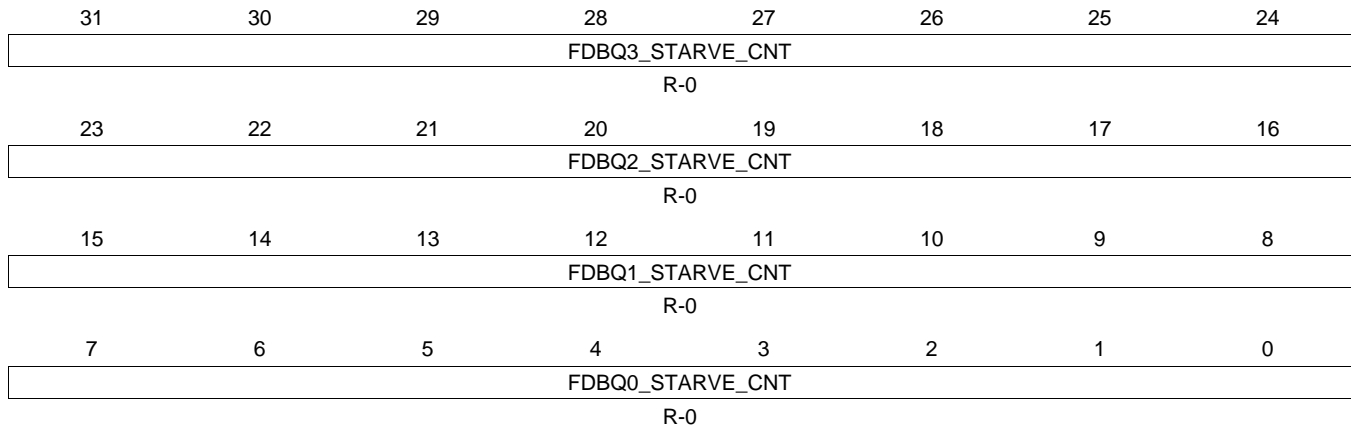 31 30 29 28 27 26 25 24
FDBQ3_STARVE_CNT
R-0
23 22 21 20 19 18 17 16
FDBQ2_STARVE_CNT
R-0
15 14 13 12 11 10 9 8
FDBQ1_STARVE_CNT
R-0
7 6 5 4 3 2 1 0
FDBQ0_STARVE_CNT
R-0